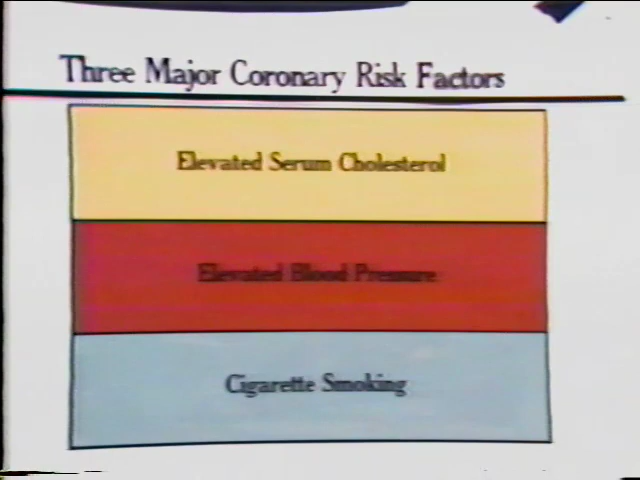 Three Major Coronary Risk Factors
Elevated Serum Cholesterol
Elevated Blood Pressure
Cigarette Smoking